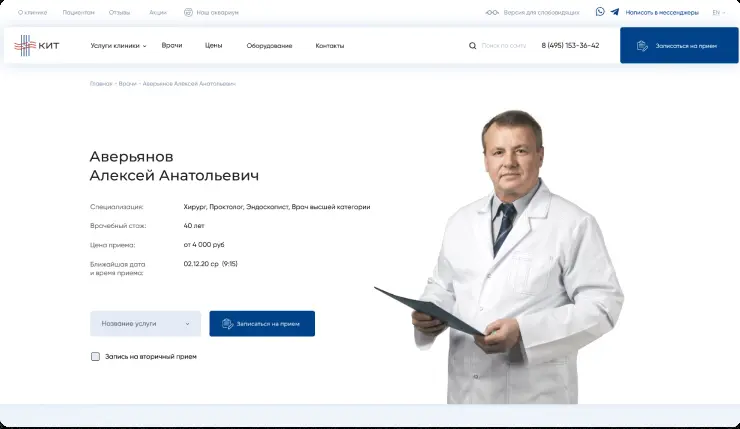 О клинике Пациентам Отзывы Акции Наш аквариум Версия для слабовидящих Написать в мессенджеры EN
КИТ Услуги клиники Врачи Цены Оборудование Контакты Поиск по сайту 8 (495) 153-36-42 Записаться на прием
Главная - Врачи - Аверьянов Алексей Анатольевич
Аверьянов
Алексей Анатольевич
Специализация: Хирург, Проктолог, Эндоскопист, Врач высшей категории
Врачебный стаж: 40 лет
Цена приема: от 4 000 руб
Ближайшая дата
и время приема: 02.12.20 ср. (9:15)
Название услуги Записаться на прием
Запись на вторичный прием